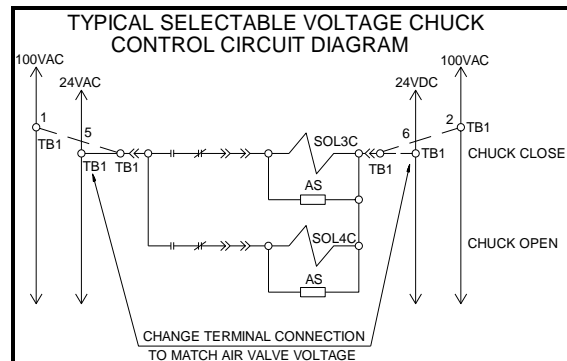 TYPICAL SELECTABLE VOLTAGE CHUCK
CONTROL CIRCUIT DIAGRAM
100VAC
100VAC
24VAC
24VDC
1
5
6
2
TB1
TB1
TB1
SOL3C
TB1
TB1
TB1
CHUCK CLOSE
AS
SOL4C
CHUCK OPEN
AS
CHANGE TERMINAL CONNECTION
TO MATCH AIR VALVE VOLTAGE